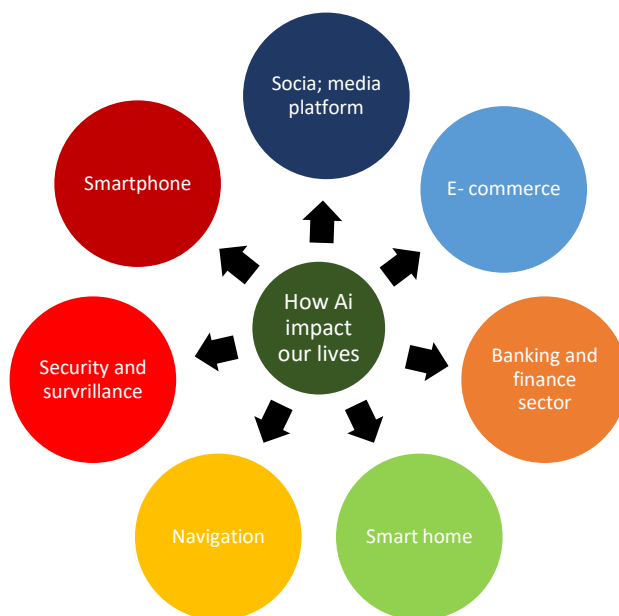 Socia; media
platform
E- commerce
Banking and
finance
sector
Smart home
Navigation
Security and
survrillance
Smartphone
How Ai
impact
our lives